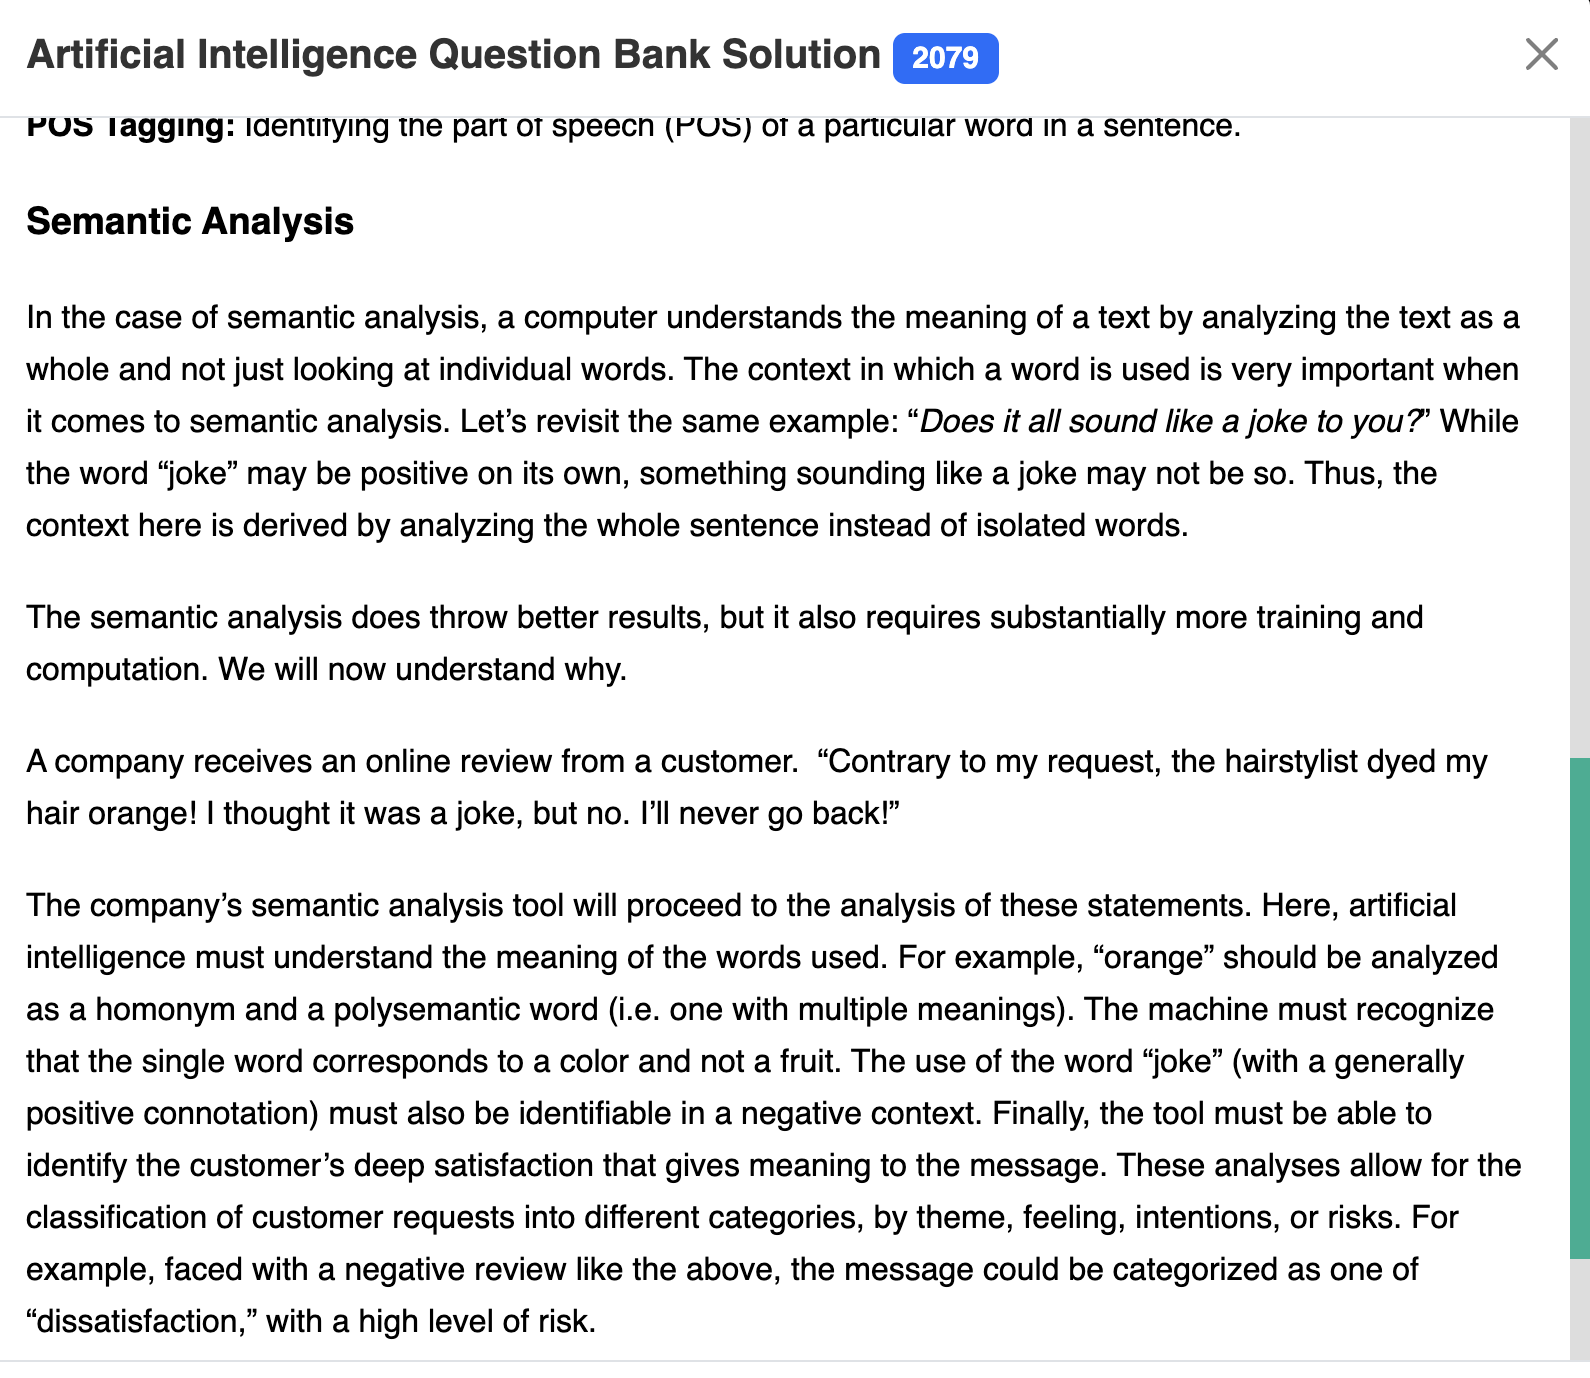 Artificial Intelligence Question Bank Solution 2079
POS Tagging: Identifying the part of speech (POS) of a particular word in a sentence.
Semantic Analysis
In the case of semantic analysis, a computer understands the meaning of a text by analyzing the text as a
whole and not just looking at individual words. The context in which a word is used is very important when
it comes to semantic analysis. Let’s revisit the same example: “Does it all sound like a joke to you?” While
the word “joke” may be positive on its own, something sounding like a joke may not be so. Thus, the
context here is derived by analyzing the whole sentence instead of isolated words.
The semantic analysis does throw better results, but it also requires substantially more training and
computation. We will now understand why.
A company receives an online review from a customer.  “Contrary to my request, the hairstylist dyed my
hair orange! I thought it was a joke, but no. I’ll never go back!”
The company’s semantic analysis tool will proceed to the analysis of these statements. Here, artificial
intelligence must understand the meaning of the words used. For example, “orange” should be analyzed
as a homonym and a polysemantic word (i.e. one with multiple meanings). The machine must recognize
that the single word corresponds to a color and not a fruit. The use of the word “joke” (with a generally
positive connotation) must also be identifiable in a negative context. Finally, the tool must be able to
identify the customer’s deep satisfaction that gives meaning to the message. These analyses allow for the
classification of customer requests into different categories, by theme, feeling, intentions, or risks. For
example, faced with a negative review like the above, the message could be categorized as one of
“dissatisfaction,” with a high level of risk.